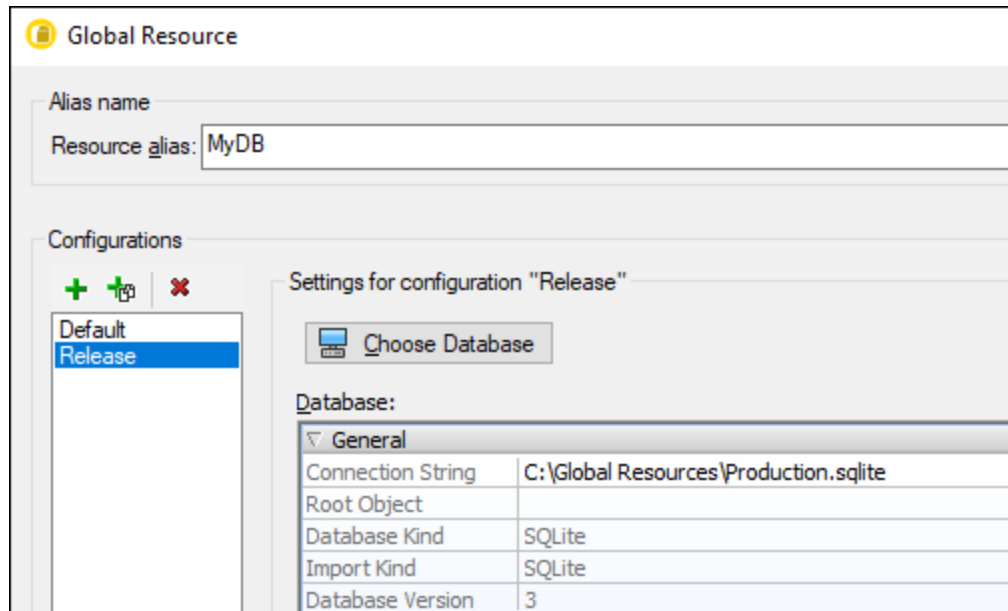 Global Resource
Alias name
Resource alias: MyDB
Configurations
Settings for configuration "Release"
Default
Release
Choose Database
Database:
General
Connection String C:\Global Resources\Production.sqlite
Root Object
Database Kind SQLite
Import Kind SQLite
Database Version 3